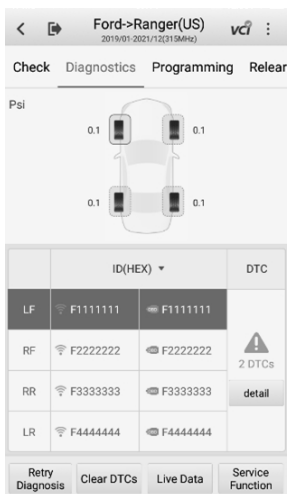 Ford->Ranger(US)
2019/01-2021/12(315MHz)
vci
Check Diagnostics Programming Relear
Psi
0.1 0.1
0.1 0.1
ID(HEX) DTC
LF F1111111 F1111111
RF F2222222 F2222222
2 DTCs
RR F3333333 F3333333
detail
LR F4444444 F4444444
Retry Diagnosis
Clear DTCs
Live Data
Service Function